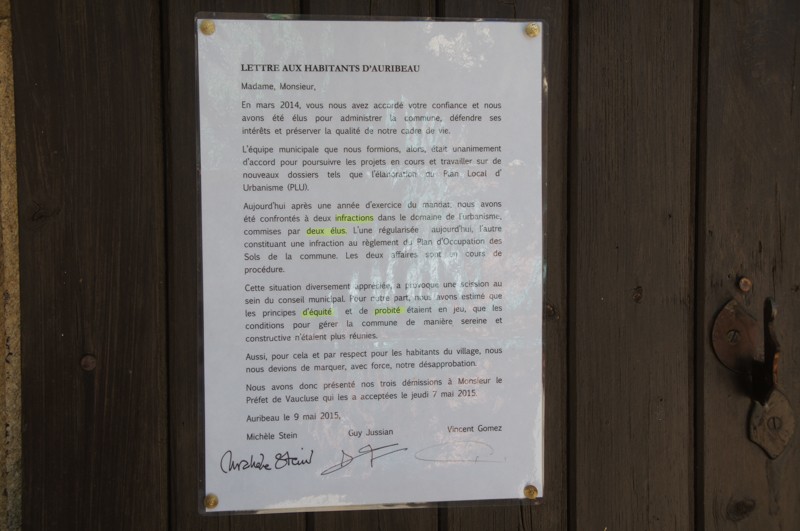 LETTRE AUX HABITANTS D'AURIBEAU
Madame, Monsieur,
En mars 2014, vous nous avez accordé votre confiance et nous
avons été élus pour administrer la commune, défendre ses
intérêts et préserver la qualité de notre cadre de vie.
L'équipe municipale que nous formions, alors, était unanimement
d'accord pour poursuivre les projets en cours et travailler sur de
nouveaux dossiers tels que l'élaboration du Plan Local d'
Urbanisme (PLU).
Aujourd'hui après une année d'exercice du mandat, nous avons
été confrontés à deux infractions dans le domaine de l'urbanisme,
commises par deux élus. L'une régularisée aujourd'hui, l'autre
constituant une infraction au règlement du Plan d'Occupation des
Sols de la commune. Les deux affaires sont en cours de
procédure.
Cette situation diversement appréciée, a provoqué une scission au
sein du conseil municipal. Pour notre part, nous avons estimé que
les principes d'équité et de probité étaient en jeu, que les
conditions pour gérer la commune de manière sereine et
constructive n'étaient plus réunies.
Aussi, pour cela et par respect pour les habitants du village, nous
nous devions de marquer, avec force, notre désapprobation.
Nous avons donc présenté nos trois démissions à Monsieur le
Préfet de Vaucluse qui les a acceptées le jeudi 7 mai 2015.
Auribeau le 9 mai 2015,
Michèle Stein Guy Jussian Vincent Gomez
Michèle Stein